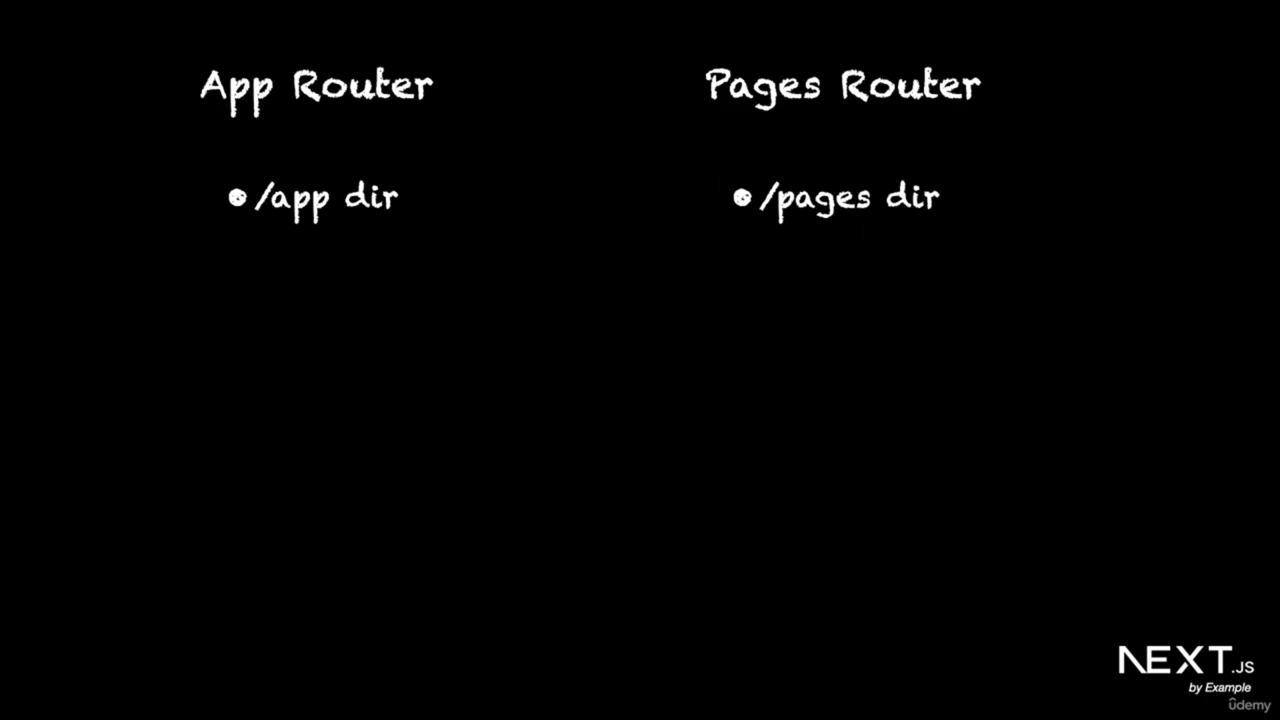 App Router
Pages Router
• /app dir
• /pages dir
NEXT.JS
by Example
ûdemy